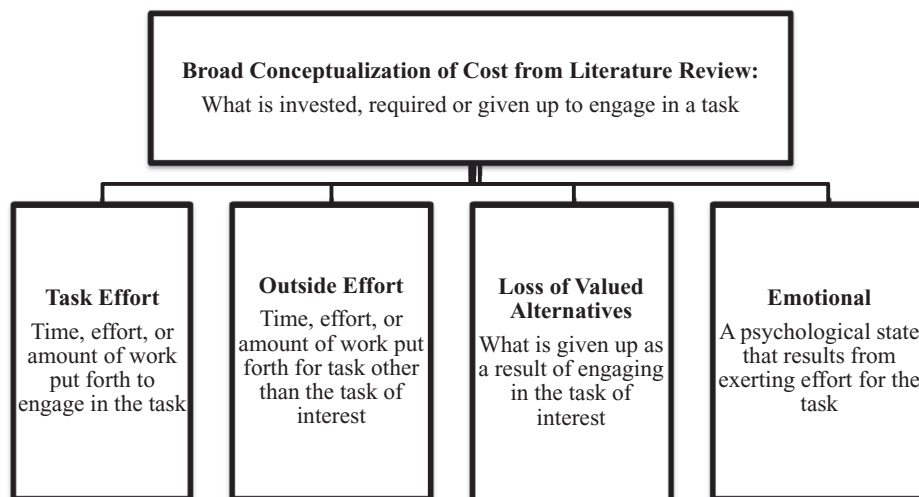 Broad Conceptualization of Cost from Literature Review:
What is invested, required or given up to engage in a task
Task Effort
Time, effort, or
amount of work
put forth to
engage in the task
Outside Effort
Time, effort, or
amount of work put
forth for task other
than the task of
interest
Loss of Valued
Alternatives
What is given up as
a result of engaging
in the task of
interest
Emotional
A psychological state
that results from
exerting effort for the
task